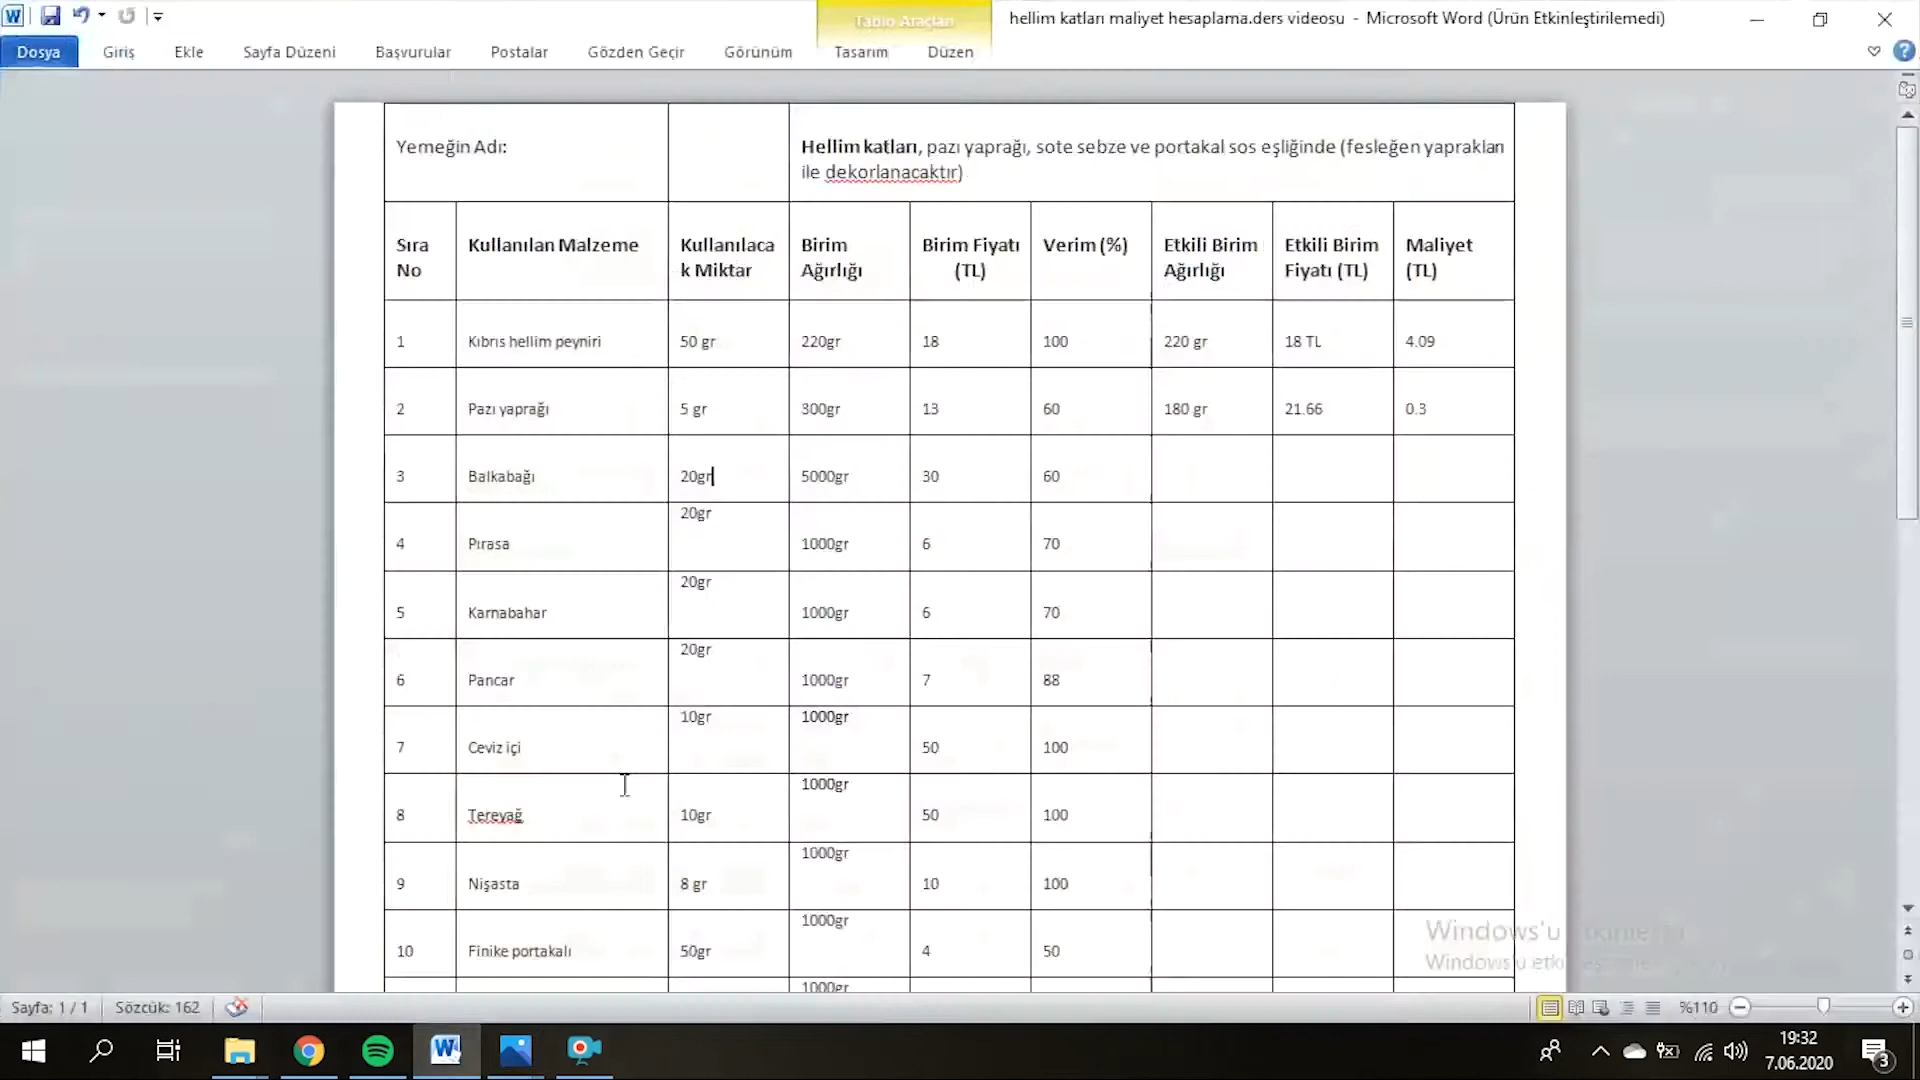 Tablo Araçları
hellim katları maliyet hesaplama.ders videosu - Microsoft Word (Ürün Etkinleştirilemedi)
Dosya Giriş Ekle Sayfa Düzeni Başvurular Postalar Gözden Geçir Görünüm Tasarım Düzen
Yemeğin Adı:
Hellim katları, pazı yaprağı, sote sebze ve portakal sos eşliğinde (fesleğen yaprakları
ile dekorlanacaktır)
Sıra No Kullanılan Malzeme Kullanılacak Miktar Birim Ağırlığı Birim Fiyatı (TL) Verim (%) Etkili Birim Ağırlığı Etkili Birim Fiyatı (TL) Maliyet (TL)
1 Kıbrıs hellim peyniri 50 gr 220gr 18 100 220 gr 18 TL 4.09
2 Pazı yaprağı 5 gr 300gr 13 60 180 gr 21.66 0.3
3 Balkabağı 20gr 5000gr 30 60
4 Pırasa 20gr 1000gr 6 70
5 Karnabahar 20gr 1000gr 6 70
6 Pancar 20gr 1000gr 7 88
7 Ceviz içi 10gr 1000gr 50 100
8 Tereyağ 10gr 1000gr 50 100
9 Nişasta 8 gr 1000gr 10 100
10 Finike portakalı 50gr 1000gr 4 50
1000gr
Windows'u
Windows'u
Sayfa: 1 / 1 Sözcük: 162 %110
19:32
7.06.2020
3